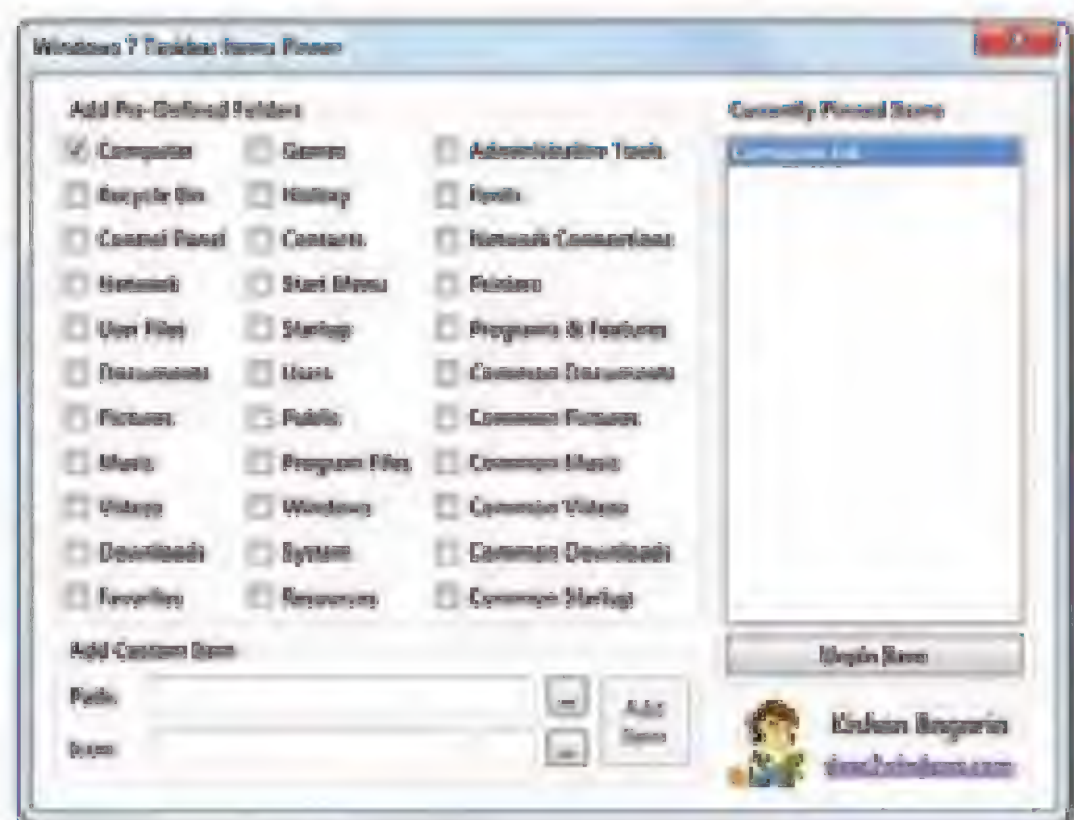 Windows 7 Taskbar Items Pinner
Add Pre-Defined Folders
Computer
Games
Administrative Tools
Recycle Bin
History
Fonts
Control Panel
Contacts
Network Connections
Network
Start Menu
Printers
User Files
Startup
Programs & Features
Documents
Users
Common Documents
Pictures
Public
Common Pictures
Music
Program Files
Common Music
Videos
Windows
Common Videos
Downloads
System
Common Downloads
Favorites
Resources
Common Startup
Add Custom Item
Path:
...
Icon:
...
Add
Item
Currently Pinned Items
Unpin Item